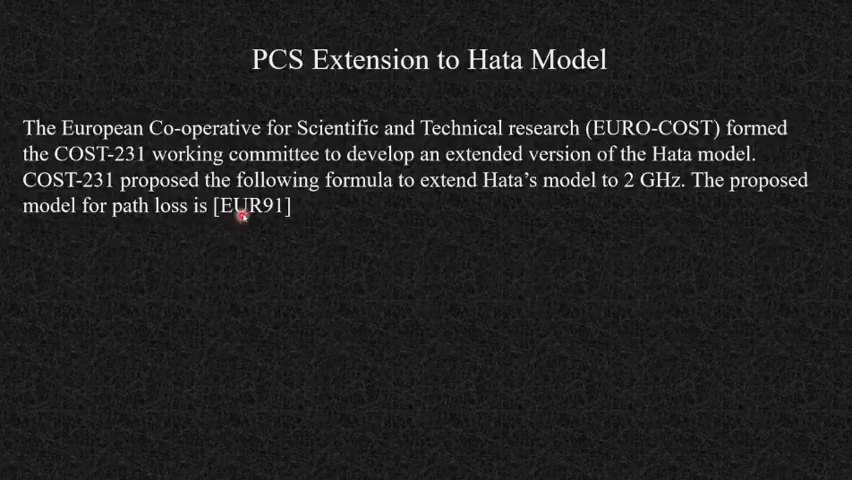 PCS Extension to Hata Model
The European Co-operative for Scientific and Technical research (EURO-COST) formed
the COST-231 working committee to develop an extended version of the Hata model.
COST-231 proposed the following formula to extend Hata’s model to 2 GHz. The proposed
model for path loss is [EUR91]